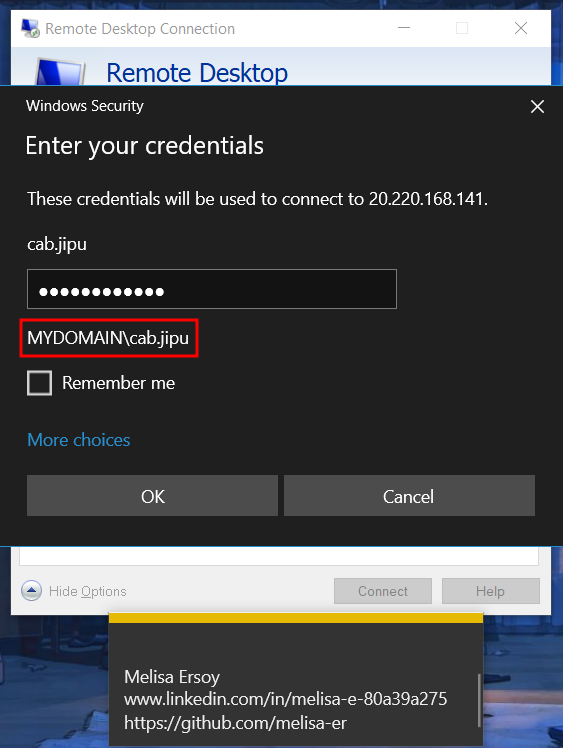 Remote Desktop Connection
Remote Desktop
Windows Security
Enter your credentials
These credentials will be used to connect to 20.220.168.141.
cab.jipu
••••••••••••
MYDOMAIN\cab.jipu
Remember me
More choices
OK Cancel
Hide Options Connect Help
Melisa Ersoy
www.linkedin.com/in/melisa-e-80a39a275
https://github.com/melisa-er